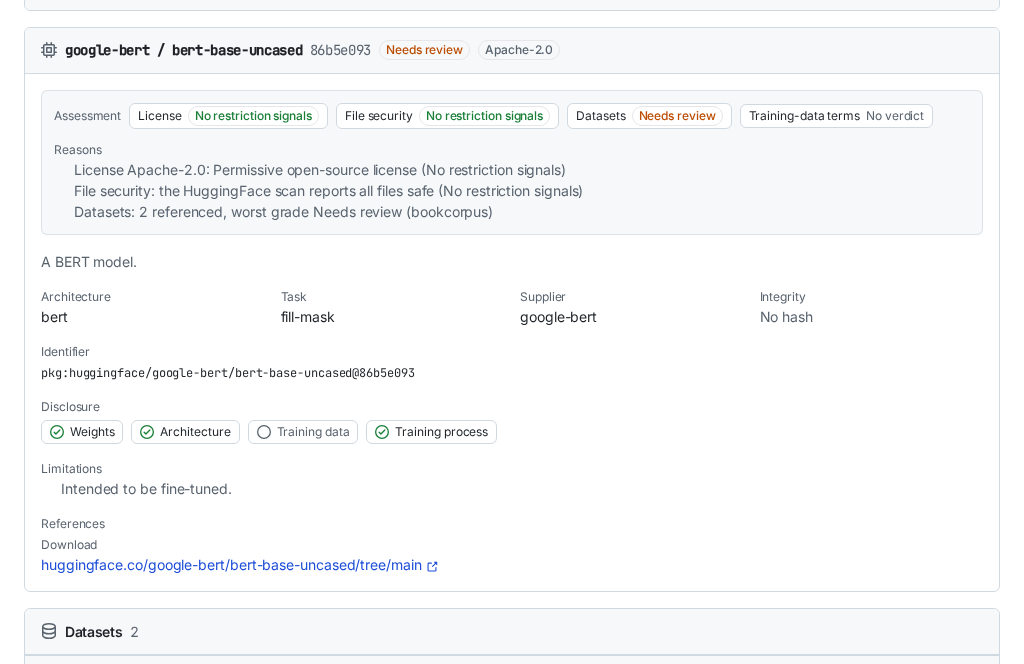 google-bert / bert-base-uncased 86b5e093 Needs review Apache-2.0
Assessment License No restriction signals File security No restriction signals Datasets Needs review Training-data terms No verdict
Reasons
License Apache-2.0: Permissive open-source license (No restriction signals)
File security: the HuggingFace scan reports all files safe (No restriction signals)
Datasets: 2 referenced, worst grade Needs review (bookcorpus)
A BERT model.
Architecture Task Supplier Integrity
bert fill-mask google-bert No hash
Identifier
pkg:huggingface/google-bert/bert-base-uncased@86b5e093
Disclosure
Weights Architecture Training data Training process
Limitations
Intended to be fine-tuned.
References
Download
huggingface.co/google-bert/bert-base-uncased/tree/main
Datasets 2